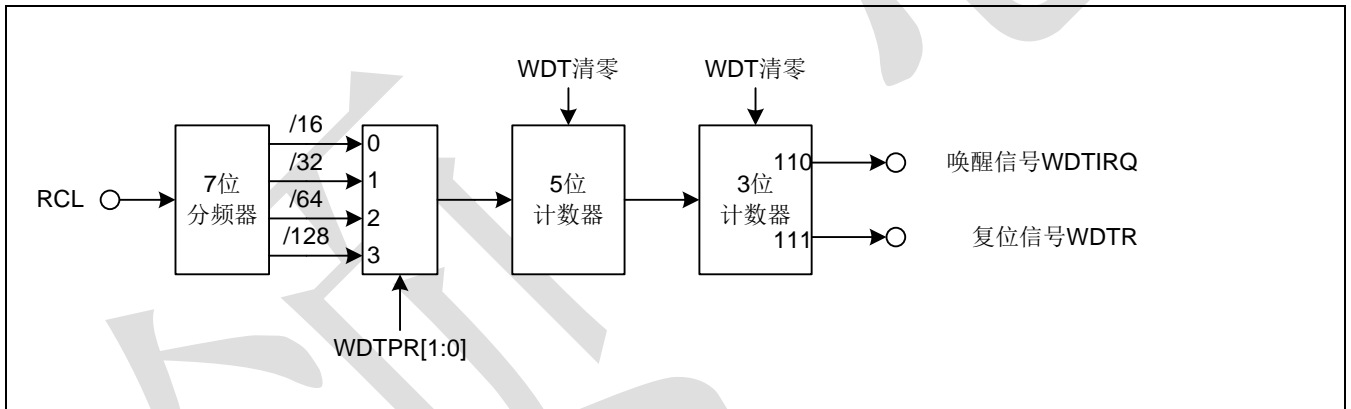 WDT清零
WDT清零
/16
0
/32
1
/64
2
/128
3
RCL
7位
分频器
5位
计数器
3位
计数器
110
111
唤醒信号WDTIRQ
复位信号WDTR
WDTPR[1:0]